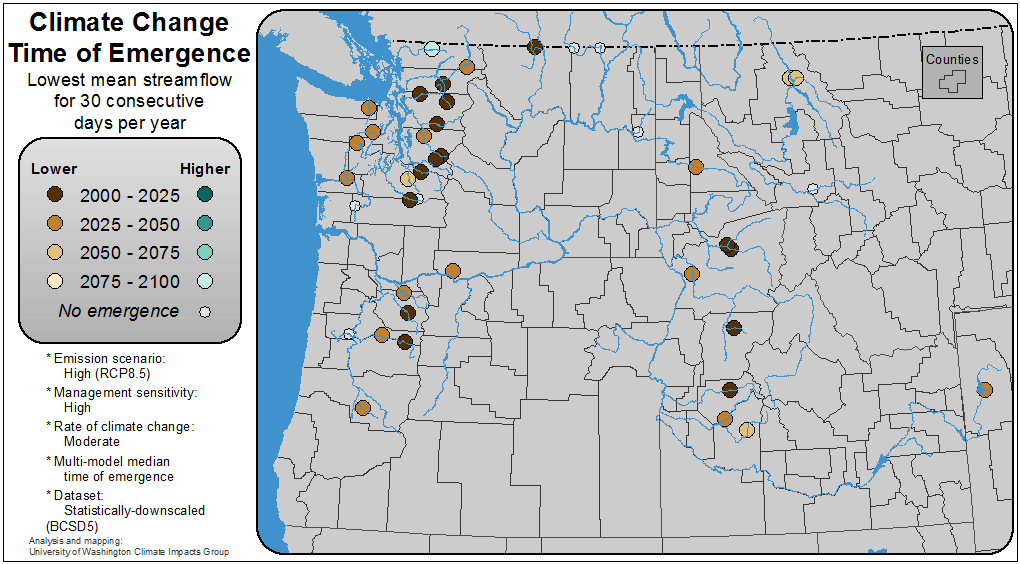 Climate Change
Time of Emergence
Lowest mean streamflow
for 30 consecutive
days per year
Lower Higher
2000 - 2025
2025 - 2050
2050 - 2075
2075 - 2100
No emergence
* Emission scenario:
High (RCP8.5)
* Management sensitivity:
High
* Rate of climate change:
Moderate
* Multi-model median
time of emergence
* Dataset:
Statistically-downscaled
(BCSD5)
Analysis and mapping:
University of Washington Climate Impacts Group
Counties